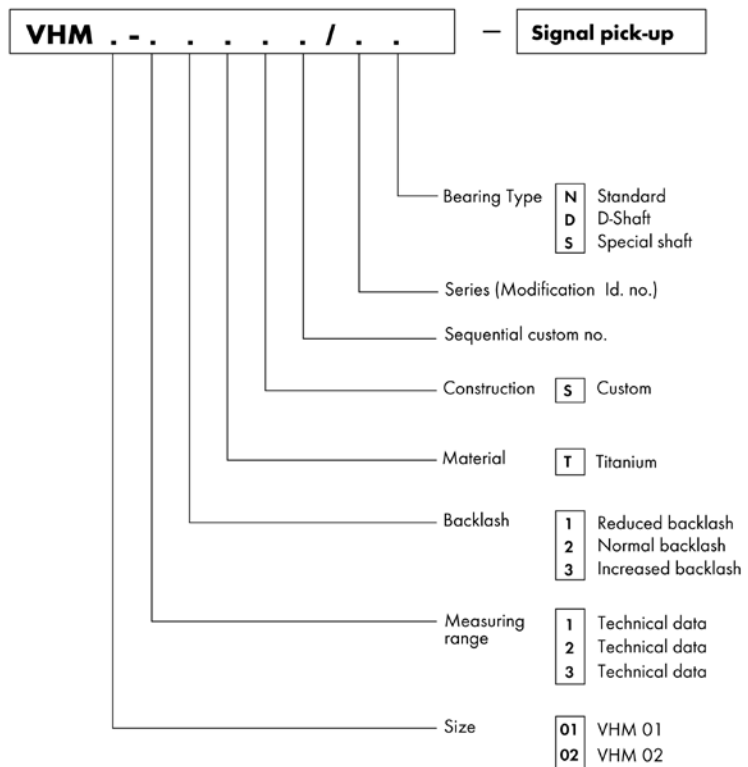 VHM . - . . . . . / . . – Signal pick-up
Bearing Type N Standard
D D-Shaft
S Special shaft
Series (Modification Id. no.)
Sequential custom no.
Construction S Custom
Material T Titanium
Backlash 1 Reduced backlash
2 Normal backlash
3 Increased backlash
Measuring range 1 Technical data
2 Technical data
3 Technical data
Size 01 VHM 01
02 VHM 02